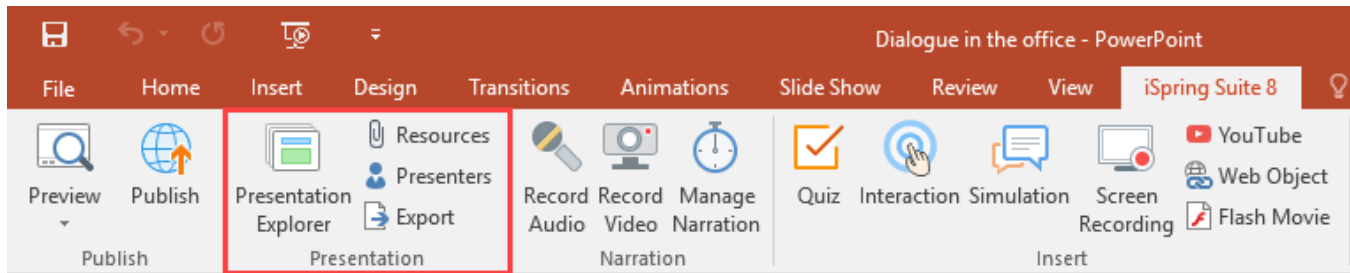 Dialogue in the office - PowerPoint
File Home Insert Design Transitions Animations Slide Show Review View iSpring Suite 8
Preview
Publish
Publish
Presentation
Explorer
Resources
Presenters
Export
Presentation
Record
Audio
Record
Video
Manage
Narration
Narration
Quiz
Interaction
Simulation
Screen
Recording
YouTube
Web Object
Flash Movie
Insert